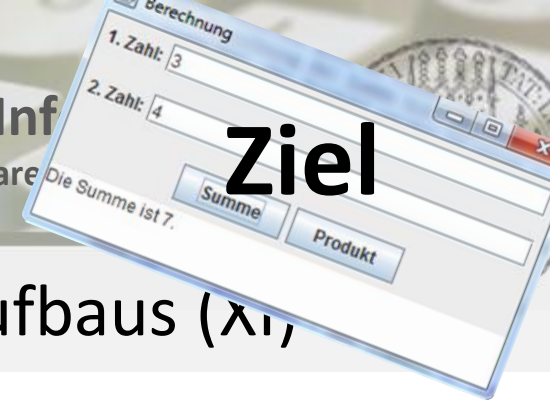 Berechnung
1. Zahl: 3
2. Zahl: 4
Ziel
Summe
Produkt
Die Summe ist 7.
Inf
are
ufbaus (XI)